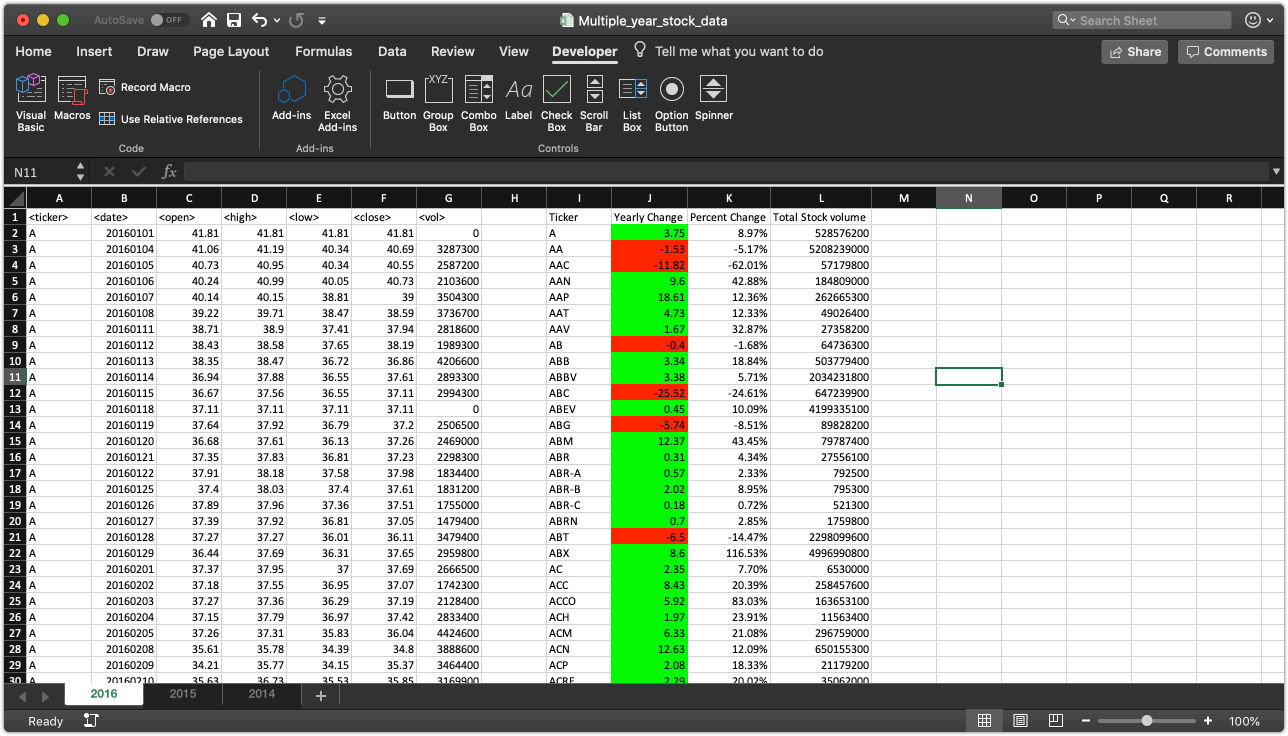 AutoSave OFF Multiple_year_stock_data Search Sheet
Home Insert Draw Page Layout Formulas Data Review View Developer Tell me what you want to do Share Comments
Visual Basic Macros Record Macro Use Relative References Add-ins Excel Add-ins Button XYZ Group Box Combo Box Aa Label Check Box Scroll Bar List Box Option Button Spinner
Code Add-ins Controls
N11 fx
A B C D E F G H I J K L M N O P Q R
1 <ticker> <date> <open> <high> <low> <close> <vol> Ticker Yearly Change Percent Change Total Stock volume
2 A 20160101 41.81 41.81 41.81 41.81 0 A 3.75 8.97% 528576200
3 A 20160104 41.06 41.19 40.34 40.69 3287300 AA -1.53 -5.17% 5208239000
4 A 20160105 40.73 40.95 40.34 40.55 2587200 AAC -11.82 -62.01% 57179800
5 A 20160106 40.24 40.99 40.05 40.73 2103600 AAN 9.6 42.88% 184809000
6 A 20160107 40.14 40.15 38.81 39 3504300 AAP 18.61 12.36% 262665300
7 A 20160108 39.22 39.71 38.47 38.59 3736700 AAT 4.73 12.33% 49026400
8 A 20160111 38.71 38.9 37.41 37.94 2818600 AAV 1.67 32.87% 27358200
9 A 20160112 38.43 38.58 37.65 38.19 1989300 AB -0.4 -1.68% 64736300
10 A 20160113 38.35 38.47 36.72 36.86 4206600 ABB 3.34 18.84% 503779400
11 A 20160114 36.94 37.88 36.55 37.61 2893300 ABBV 3.38 5.71% 2034231800
12 A 20160115 36.67 37.56 36.55 37.11 2994300 ABC -25.52 -24.61% 647239900
13 A 20160118 37.11 37.11 37.11 37.11 0 ABEV 0.45 10.09% 4199335100
14 A 20160119 37.64 37.92 36.79 37.2 2506500 ABG -5.74 -8.51% 89828200
15 A 20160120 36.68 37.61 36.13 37.26 2469000 ABM 12.37 43.45% 79787400
16 A 20160121 37.35 37.83 36.81 37.23 2298300 ABR 0.31 4.34% 27556100
17 A 20160122 37.91 38.18 37.58 37.98 1834400 ABR-A 0.57 2.33% 792500
18 A 20160125 37.4 38.03 37.4 37.61 1831200 ABR-B 2.02 8.95% 795300
19 A 20160126 37.89 37.96 37.36 37.51 1755000 ABR-C 0.18 0.72% 521300
20 A 20160127 37.39 37.92 36.81 37.05 1479400 ABRN 0.7 2.85% 1759800
21 A 20160128 37.27 37.27 36.01 36.11 3479400 ABT -6.5 -14.47% 2298099600
22 A 20160129 36.44 37.69 36.31 37.65 2959800 ABX 8.6 116.53% 4996990800
23 A 20160201 37.37 37.95 37 37.69 2666500 AC 2.35 7.70% 6530000
24 A 20160202 37.18 37.55 36.95 37.07 1742300 ACC 8.43 20.39% 258457600
25 A 20160203 37.27 37.36 36.29 37.19 2128400 ACCO 5.92 83.03% 163653100
26 A 20160204 37.15 37.79 36.97 37.42 2833400 ACH 1.97 23.91% 11563400
27 A 20160205 37.26 37.31 35.83 36.04 4424600 ACM 6.33 21.08% 296759000
28 A 20160208 35.61 35.78 34.39 34.8 3888600 ACN 12.63 12.09% 650155300
29 A 20160209 34.21 35.77 34.15 35.37 3464400 ACP 2.08 18.33% 21179200
30 A 20160210 35.63 36.73 35.53 35.85 3169900 ACRE 2.29 20.02% 35062000
2016 2015 2014 +
Ready 100%